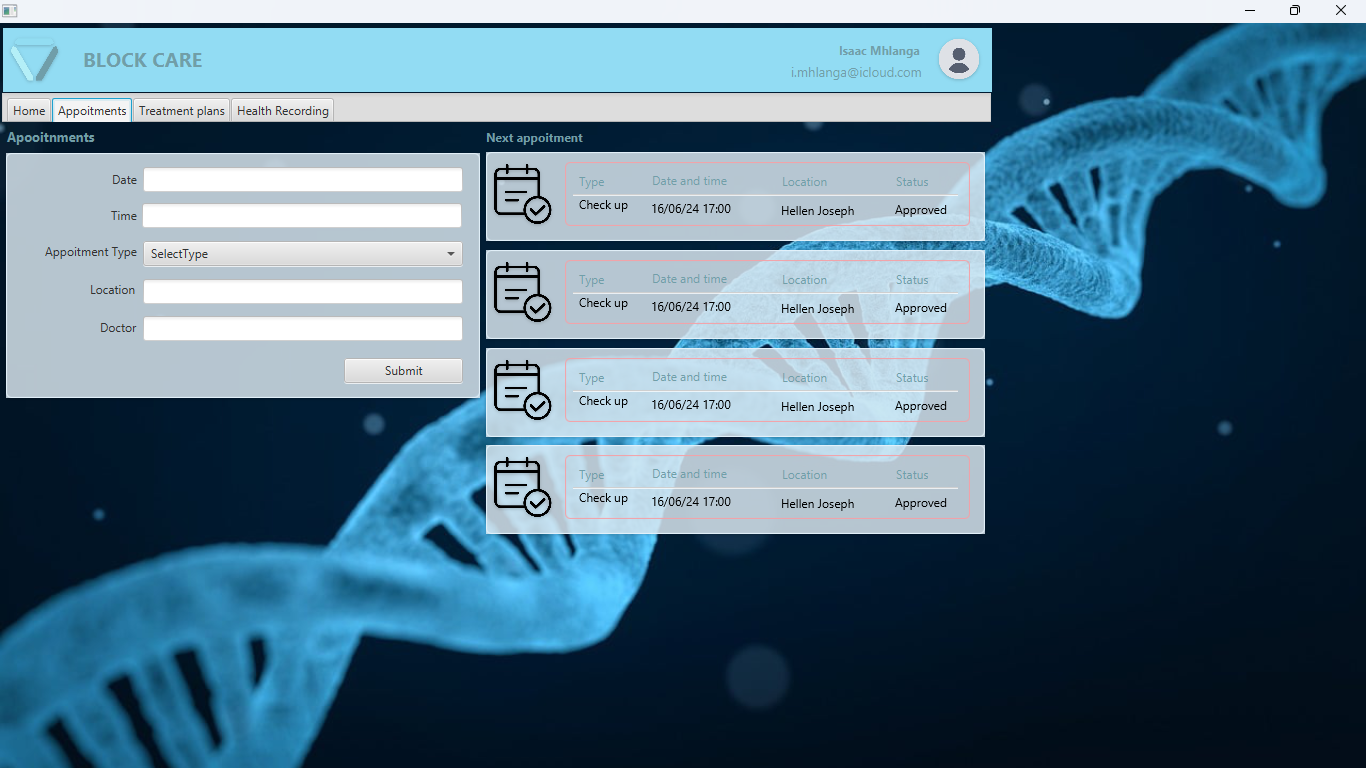 BLOCK CARE
Isaac Mhlanga
i.mhlanga@icloud.com
Home Appoitments Treatment plans Health Recording
Apooitnments
Date
Time
Appoitment Type SelectType
Location
Doctor
Submit
Next appoitment
Type Date and time Location Status
Check up 16/06/24 17:00 Hellen Joseph Approved
Type Date and time Location Status
Check up 16/06/24 17:00 Hellen Joseph Approved
Type Date and time Location Status
Check up 16/06/24 17:00 Hellen Joseph Approved
Type Date and time Location Status
Check up 16/06/24 17:00 Hellen Joseph Approved